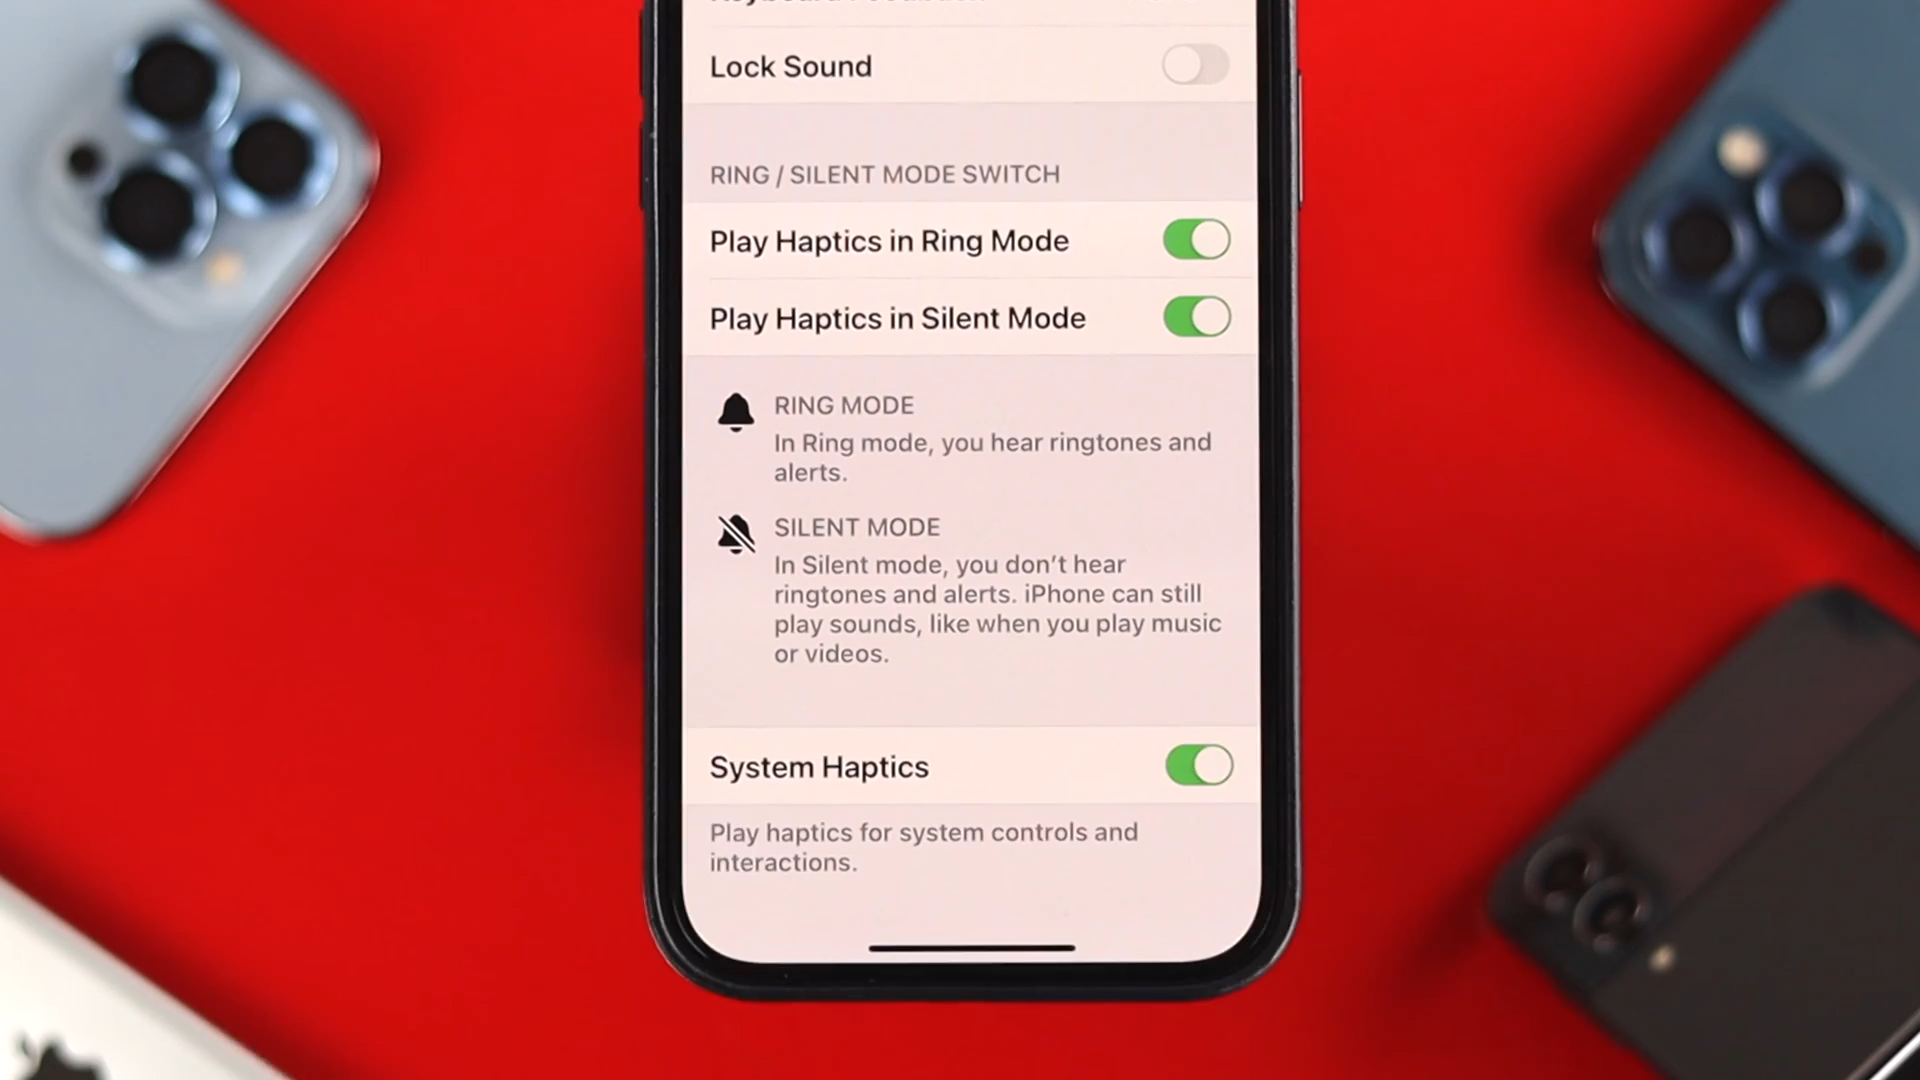 Lock Sound
RING / SILENT MODE SWITCH
Play Haptics in Ring Mode
Play Haptics in Silent Mode
RING MODE
In Ring mode, you hear ringtones and
alerts.
SILENT MODE
In Silent mode, you don’t hear
ringtones and alerts. iPhone can still
play sounds, like when you play music
or videos.
System Haptics
Play haptics for system controls and
interactions.